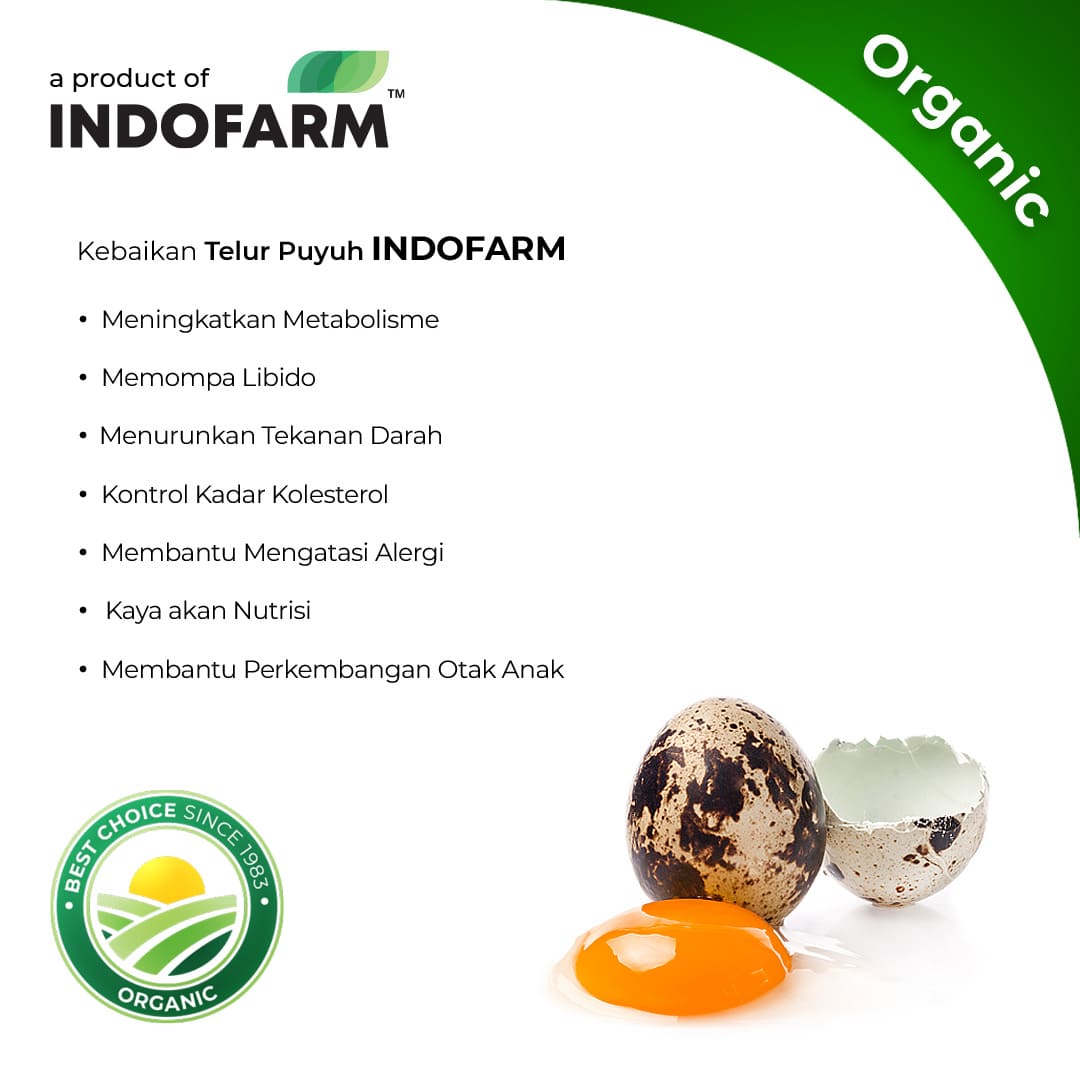 a product of
INDOFARM™
Organic
Kebaikan Telur Puyuh INDOFARM
• Meningkatkan Metabolisme
• Memompa Libido
• Menurunkan Tekanan Darah
• Kontrol Kadar Kolesterol
• Membantu Mengatasi Alergi
• Kaya akan Nutrisi
• Membantu Perkembangan Otak Anak
• BEST CHOICE SINCE 1983 •
ORGANIC